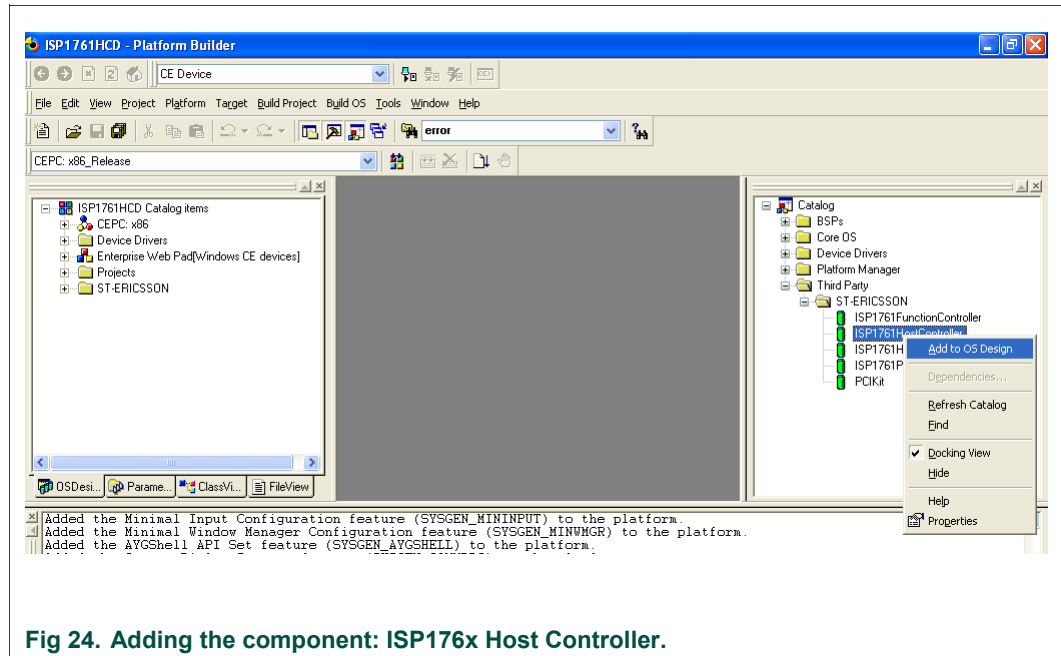 ISP1761HCD - Platform Builder
CE Device
File Edit View Project Platform Target Build Project Build OS Tools Window Help
error
CEPC: x86_Release
ISP1761HCD Catalog items
CEPC: x86
Device Drivers
Enterprise Web Pad[Windows CE devices]
Projects
ST-ERICSSON
OSDesi...
Parame...
ClassVi...
FileView
Catalog
BSPs
Core OS
Device Drivers
Platform Manager
Third Party
ST-ERICSSON
ISP1761FunctionController
ISP1761HostController
ISP1761H
ISP1761P
PCIKit
Add to OS Design
Dependencies...
Refresh Catalog
Find
Docking View
Hide
Help
Properties
Added the Minimal Input Configuration feature (SYSGEN_MININPUT) to the platform.
Added the Minimal Window Manager Configuration feature (SYSGEN_MINWMGR) to the platform.
Added the AYGShell API Set feature (SYSGEN_AYGSHELL) to the platform.
Fig 24. Adding the component: ISP176x Host Controller.